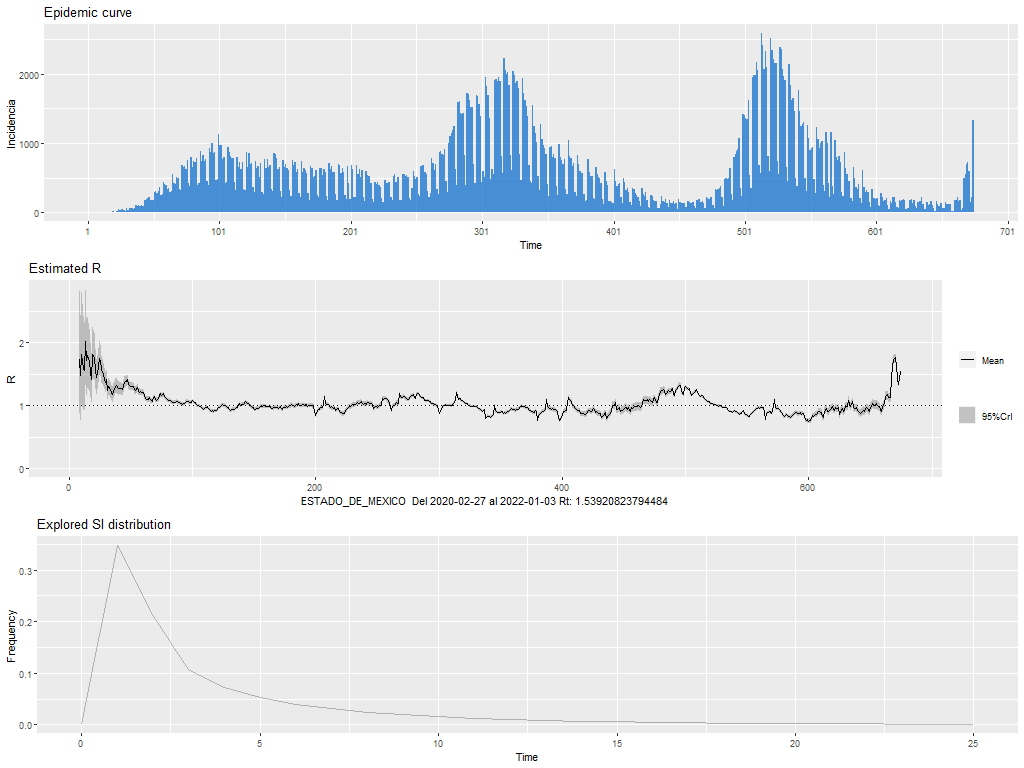 Epidemic curve
Incidencia
2000
1000
0
1 101 201 301 401 501 601 701
Time
Estimated R
R
2
1
0
Mean
95%CrI
0 200 400 600
ESTADO_DE_MEXICO Del 2020-02-27 al 2022-01-03 Rt: 1.53920823794484
Explored SI distribution
Frequency
0.3
0.2
0.1
0.0
0 5 10 15 20 25
Time